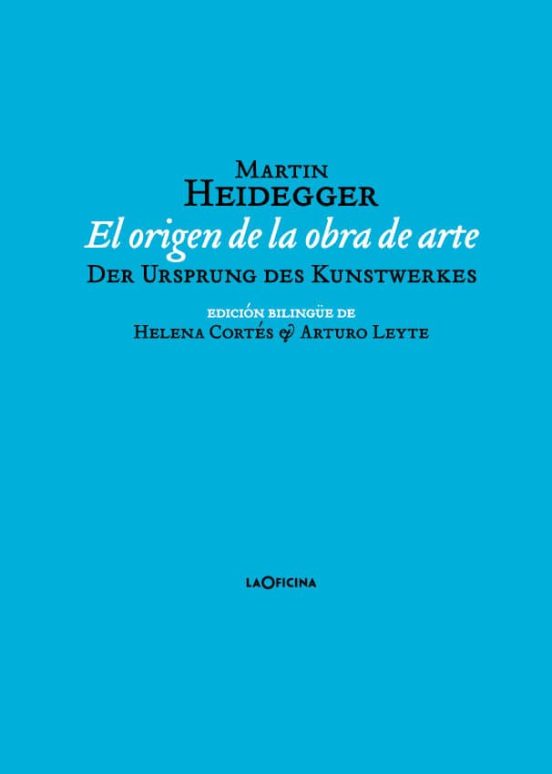 Martin
Heidegger
El origen de la obra de arte
Der Ursprung des Kunstwerkes
EDICIÓN BILINGÜE DE
Helena Cortés & Arturo Leyte
LAOFICINA